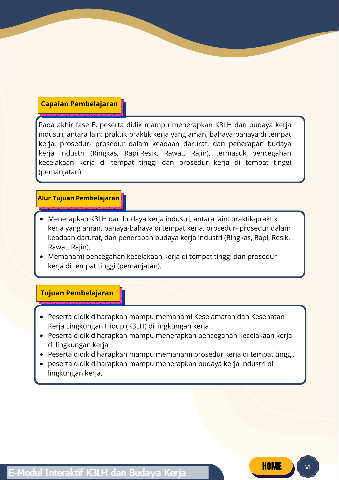 Capaian Pembelajaran
Pada akhir fase E, peserta didik mampu menerapkan K3LH dan budaya kerja
industri, antara lain: praktik-praktik kerja yang aman, bahaya-bahaya di tempat
kerja, prosedur- prosedur dalam keadaan darurat, dan penerapan budaya
kerja industri (Ringkas, Rapi, Resik, Rawat, Rajin), termasuk pencegahan
kecelakaan kerja di tempat tinggi dan prosedur kerja di tempat tinggi
(pemanjatan).
Alur Tujuan Pembelajaran
• Menerapkan K3LH dan budaya kerja industri, antara lain: praktik-praktik
kerja yang aman, bahaya-bahaya di tempat kerja, prosedur- prosedur dalam
keadaan darurat, dan penerapan budaya kerja industri (Ringkas, Rapi, Resik,
Rawat, Rajin).
• Memahami pencegahan kecelakaan kerja di tempat tinggi dan prosedur
kerja di tempat tinggi (pemanjatan).
Tujuan Pembelajaran
• Peserta didik diharapkan mampu memahami Keselamatan dan Kesehatan
Kerja Lingkungan Hidup (K3LH) di lingkungan kerja.
• Peserta didik diharapkan mampu menerapkan pencegahan kecelakaan kerja
di lingkungan kerja.
• Peserta didik diharapkan mampu memahami prosedur kerja di tempat tinggi.
• peserta didik diharapkan mampu menerapkan budaya kerja industri di
lingkungan kerja.
HOME
E-Modul Interaktif K3LH dan Budaya Kerja